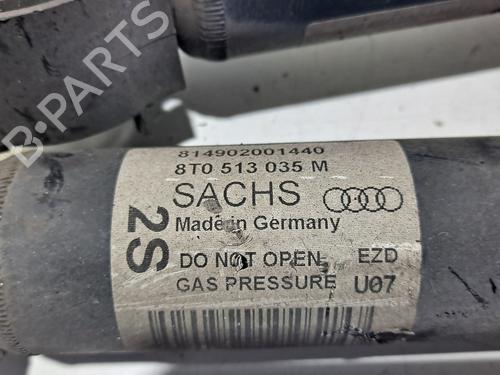 B-PARTS
814902001440
8T0 513 035 M
SACHS
Made in Germany
2S
DO NOT OPEN EZD
GAS PRESSURE U07